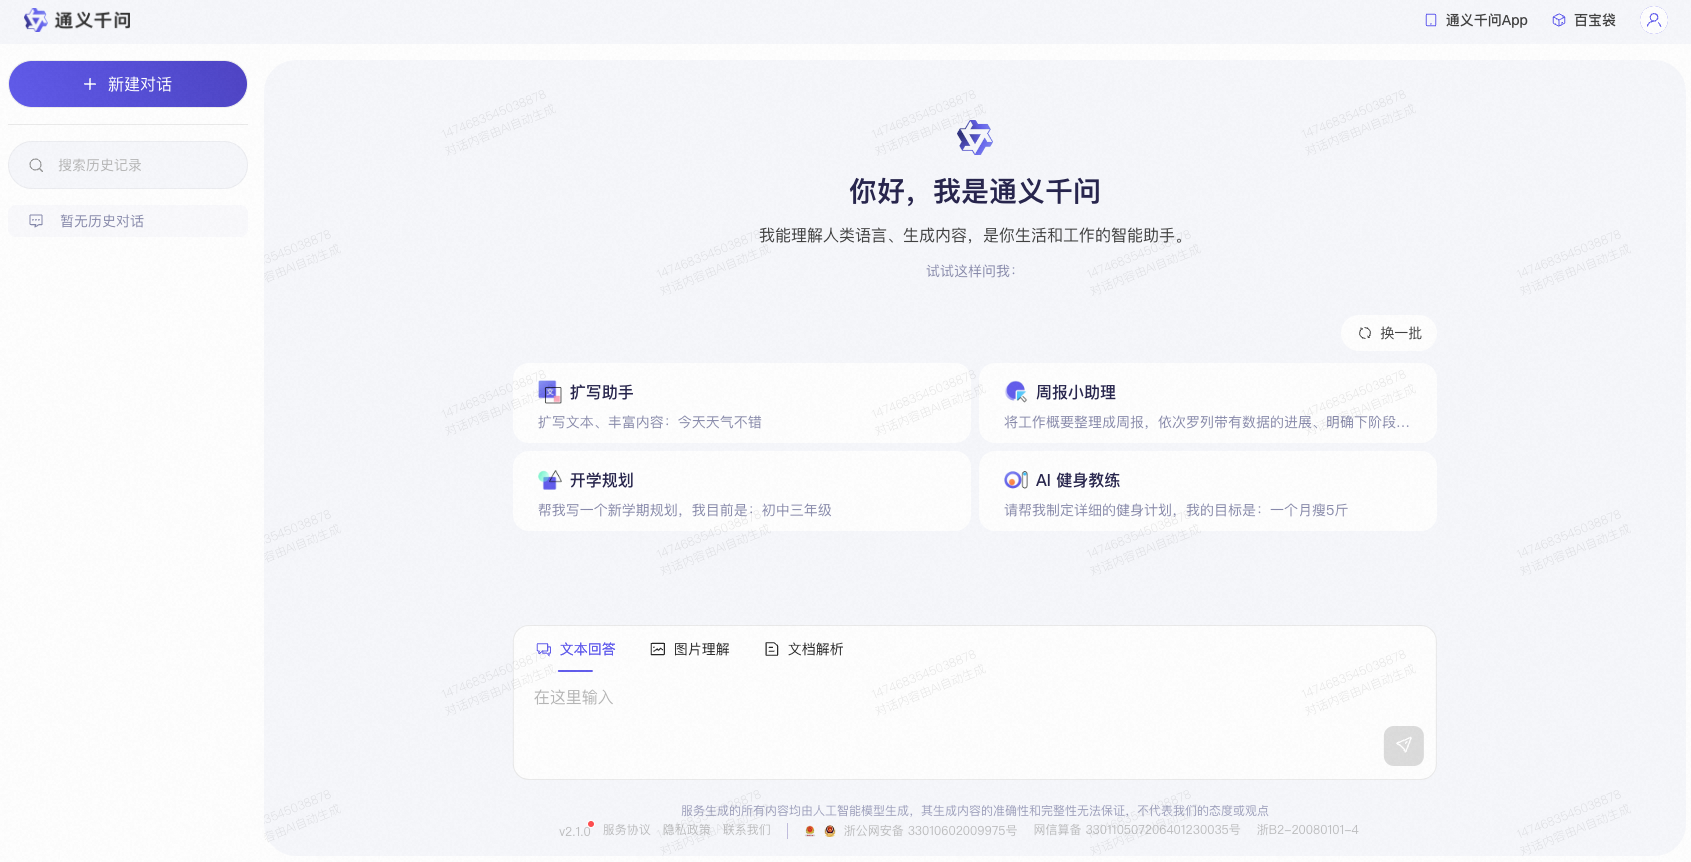 通义千问
通义千问App 百宝袋
新建对话
搜索历史记录
暂无历史对话
你好，我是通义千问
我能理解人类语言、生成内容，是你生活和工作的智能助手。
试试这样问我：
换一批
扩写助手
扩写文本、丰富内容：今天天气不错
周报小助理
将工作概要整理成周报，依次罗列带有数据的进展、明确下阶段...
开学规划
帮我写一个新学期规划，我目前是：初中三年级
AI 健身教练
请帮我制定详细的健身计划，我的目标是：一个月瘦5斤
文本回答 图片理解 文档解析
在这里输入
服务生成的所有内容均由人工智能模型生成，其生成内容的准确性和完整性无法保证，不代表我们的态度或观点
v2.1.0 服务协议 隐私政策 联系我们 浙公网安备 33010602009975号 网信算备 330110507206401230035号 浙B2-20080101-4
1474683545038878
对话内容由AI自动生成